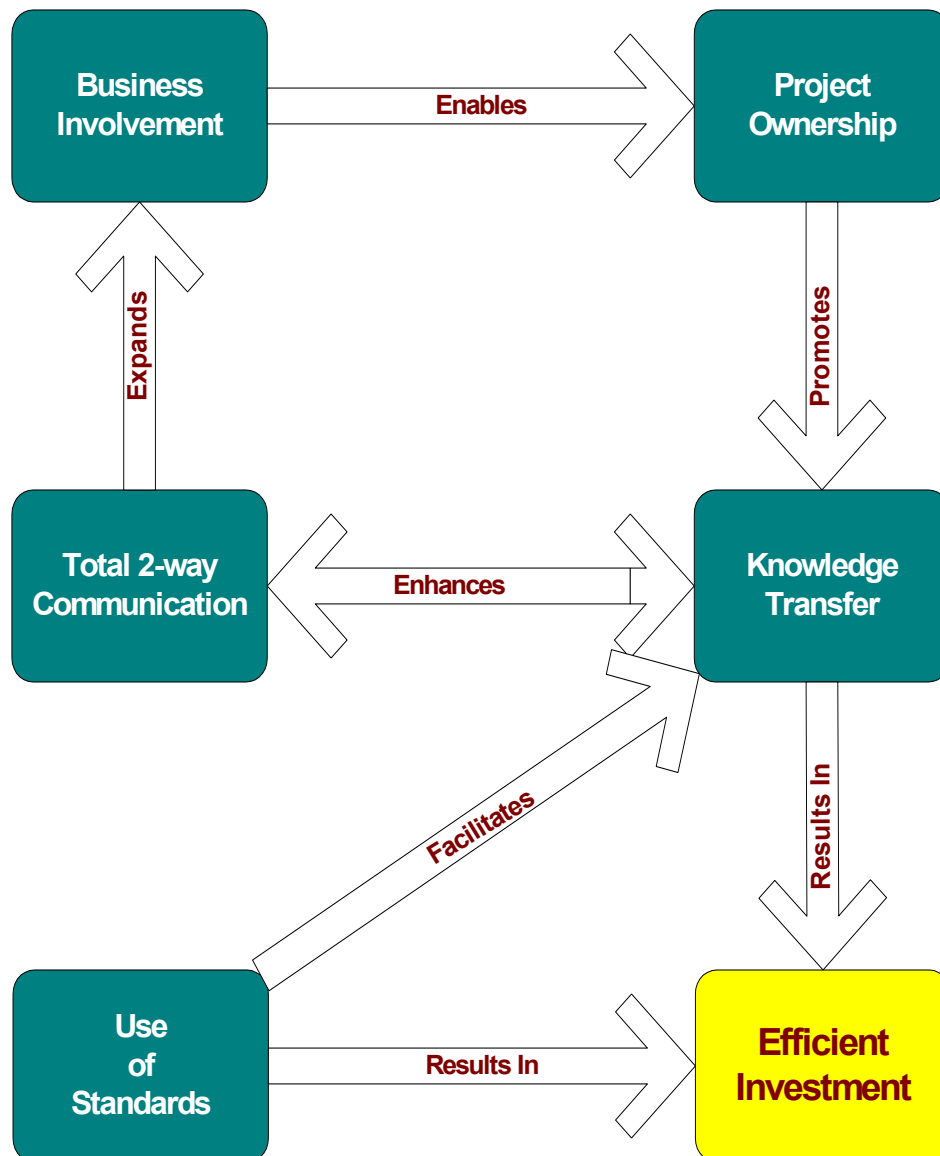 Business
Involvement
Enables
Project
Ownership
Expands
Promotes
Total 2-way
Communication
Enhances
Knowledge
Transfer
Facilitates
Results In
Use
of
Standards
Results In
Efficient
Investment